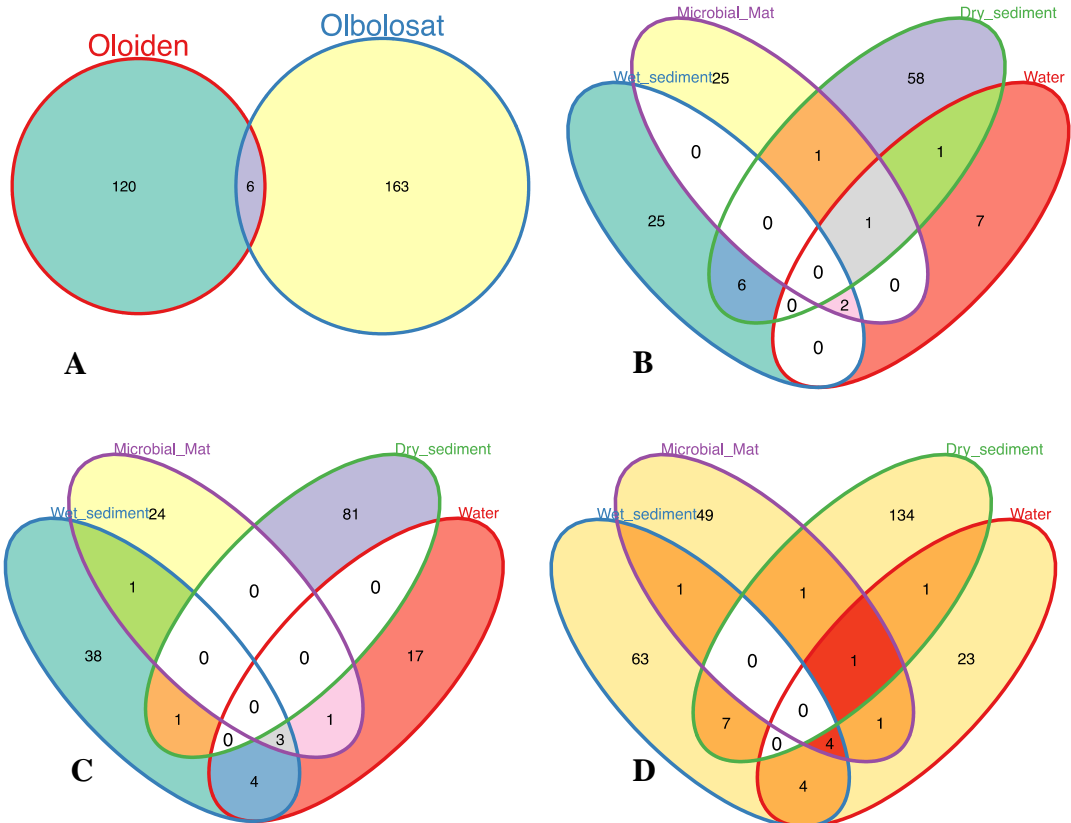 Oloiden
Olbolosat
120
6
163
A
Microbial_Mat
Dry_sediment
Wet_sediment
25
58
Water
0
1
1
25
0
1
7
6
0
0
0
2
0
B
Microbial_Mat
Dry_sediment
Wet_sediment
24
81
Water
1
0
0
38
0
0
17
1
0
1
0
3
4
C
Microbial_Mat
Dry_sediment
Wet_sediment
49
134
Water
1
1
1
63
0
1
23
7
0
1
0
4
4
D